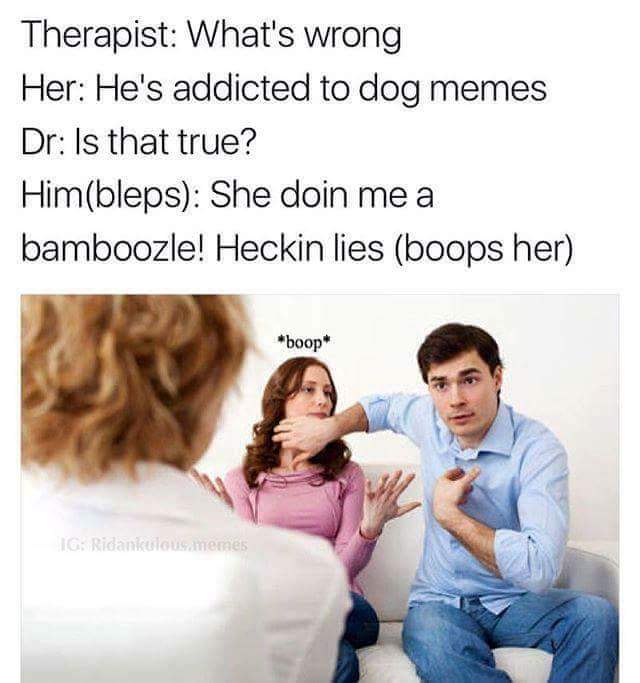 Therapist: What's wrong
Her: He's addicted to dog memes
Dr: Is that true?
Him(bleps): She doin me a
bamboozle! Heckin lies (boops her)
*boop*
IG: Ridankulous.memes